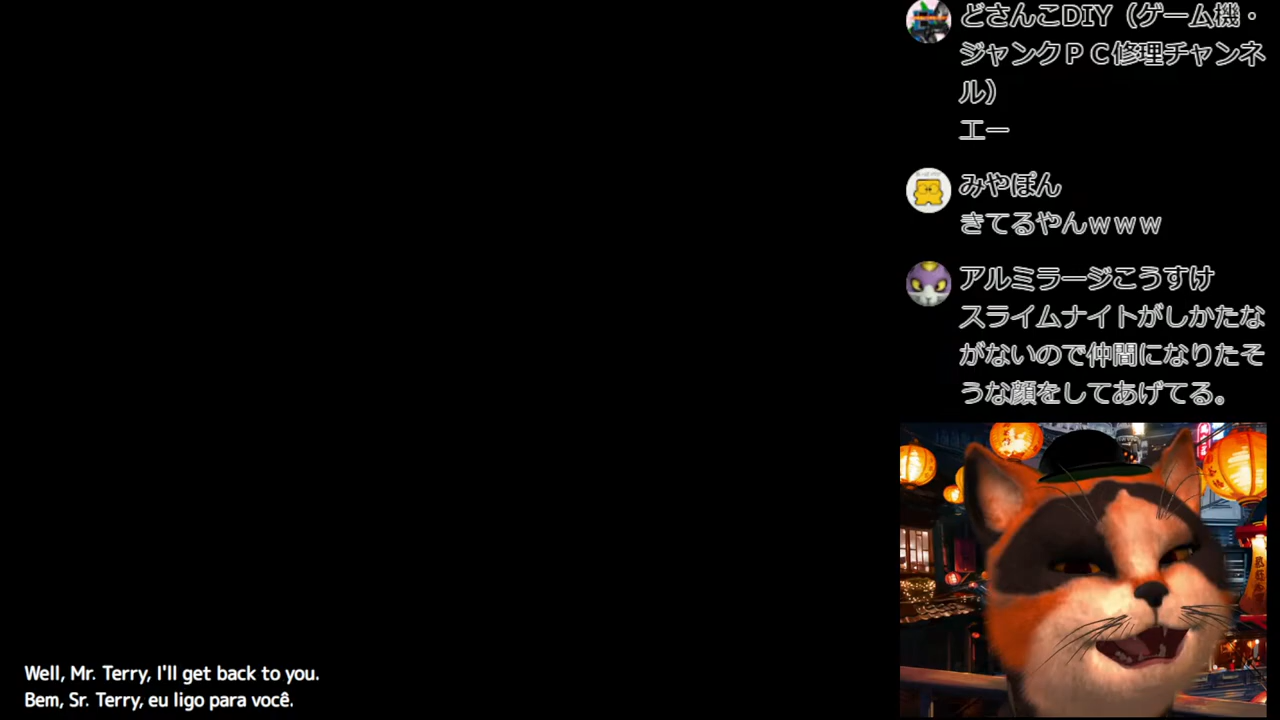 どさんこDIY（ゲーム機・
ジャンクＰＣ修理チャンネ
ル）
エー
みやぽん
きてるやんｗｗｗ
アルミラージこうすけ
スライムナイトがしかたな
がないので仲間になりたそ
うな顔をしてあげてる。
Well, Mr. Terry, I'll get back to you.
Bem, Sr. Terry, eu ligo para você.